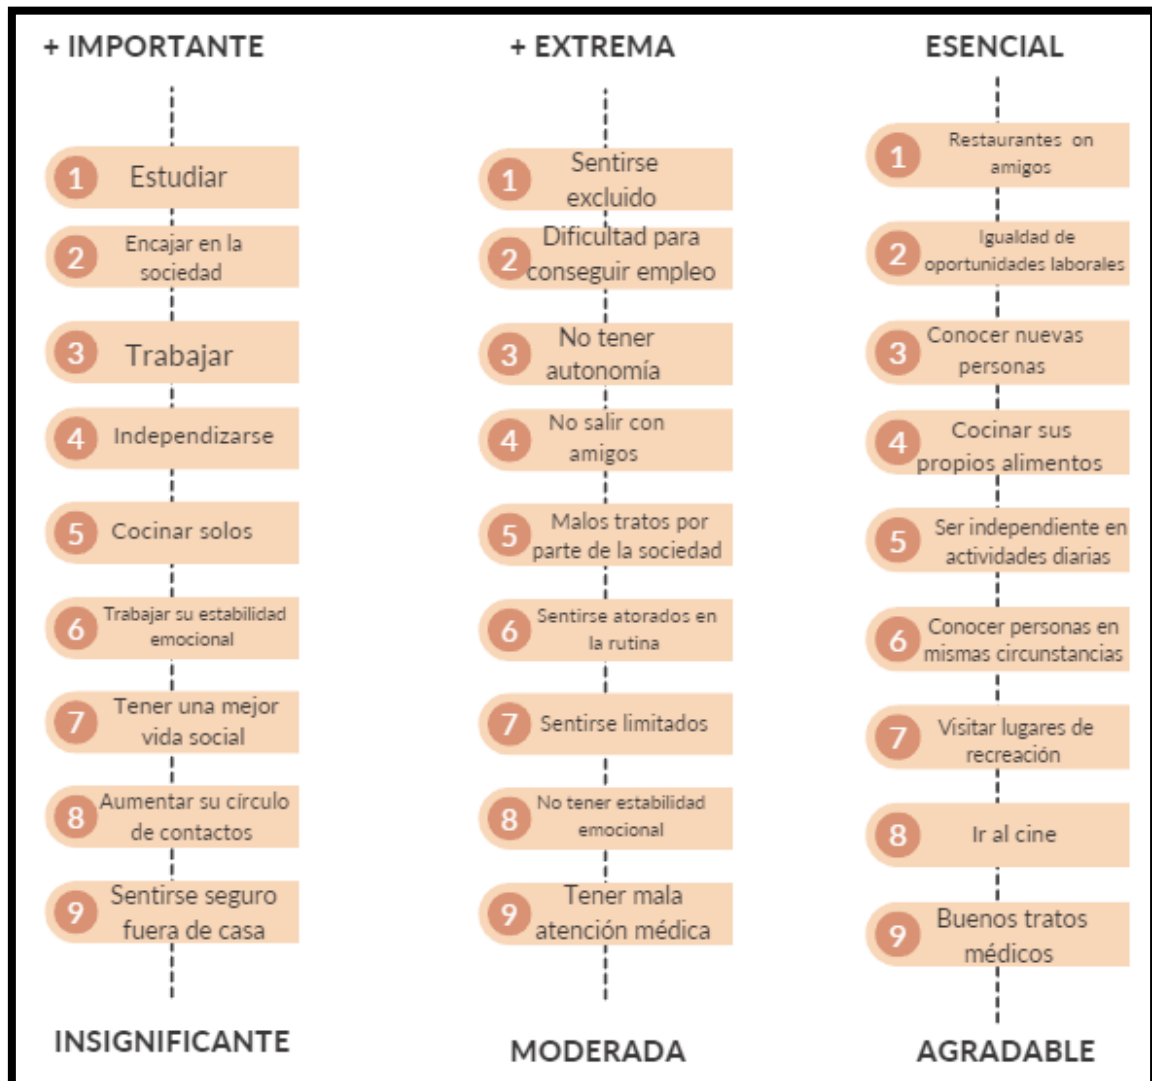 + IMPORTANTE
1
Estudiar
2
Encajar en la
sociedad
3
Trabajar
4
Independizarse
5
Cocinar solos
6
Trabajar su estabilidad
emocional
7
Tener una mejor
vida social
8
Aumentar su círculo
de contactos
9
Sentirse seguro
fuera de casa
INSIGNIFICANTE
+ EXTREMA
1
Sentirse
excluido
2
Dificultad para
conseguir empleo
3
No tener
autonomía
4
No salir con
amigos
5
Malos tratos por
parte de la sociedad
6
Sentirse atorados en
la rutina
7
Sentirse limitados
8
No tener estabilidad
emocional
9
Tener mala
atención médica
MODERADA
ESENCIAL
1
Restaurantes on
amigos
2
Igualdad de
oportunidades laborales
3
Conocer nuevas
personas
4
Cocinar sus
propios alimentos
5
Ser independiente en
actividades diarias
6
Conocer personas en
mismas circunstancias
7
Visitar lugares de
recreación
8
Ir al cine
9
Buenos tratos
médicos
AGRADABLE